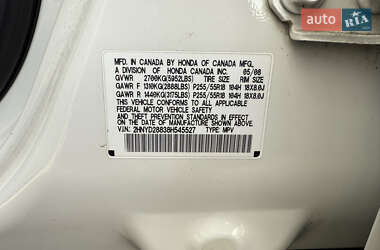 AUTO
RIA
MFD. IN CANADA BY HONDA OF CANADA MFG.,
A DIVISION OF HONDA CANADA INC. 05/08
GVWR 2700KG(5952LBS) TIRE SIZE RIM SIZE
GAWR F 1310KG(2888LBS) P255/55R18 104H 18X8.0J
GAWR R 1440KG(3175LBS) P255/55R18 104H 18X8.0J
THIS VEHICLE CONFORMS TO ALL APPLICABLE
FEDERAL MOTOR VEHICLE SAFETY AND
THEFT PREVENTION STANDARDS IN EFFECT ON
THE DATE OF MANUFACTURE SHOWN ABOVE.
V.I.N: 2HNYD28838H545527 TYPE: MPV